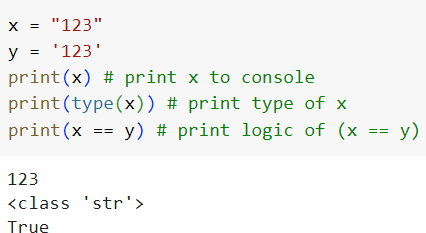 x = "123"
y = '123'
print(x) # print x to console
print(type(x)) # print type of x
print(x == y) # print logic of (x == y)
123
<class 'str'>
True